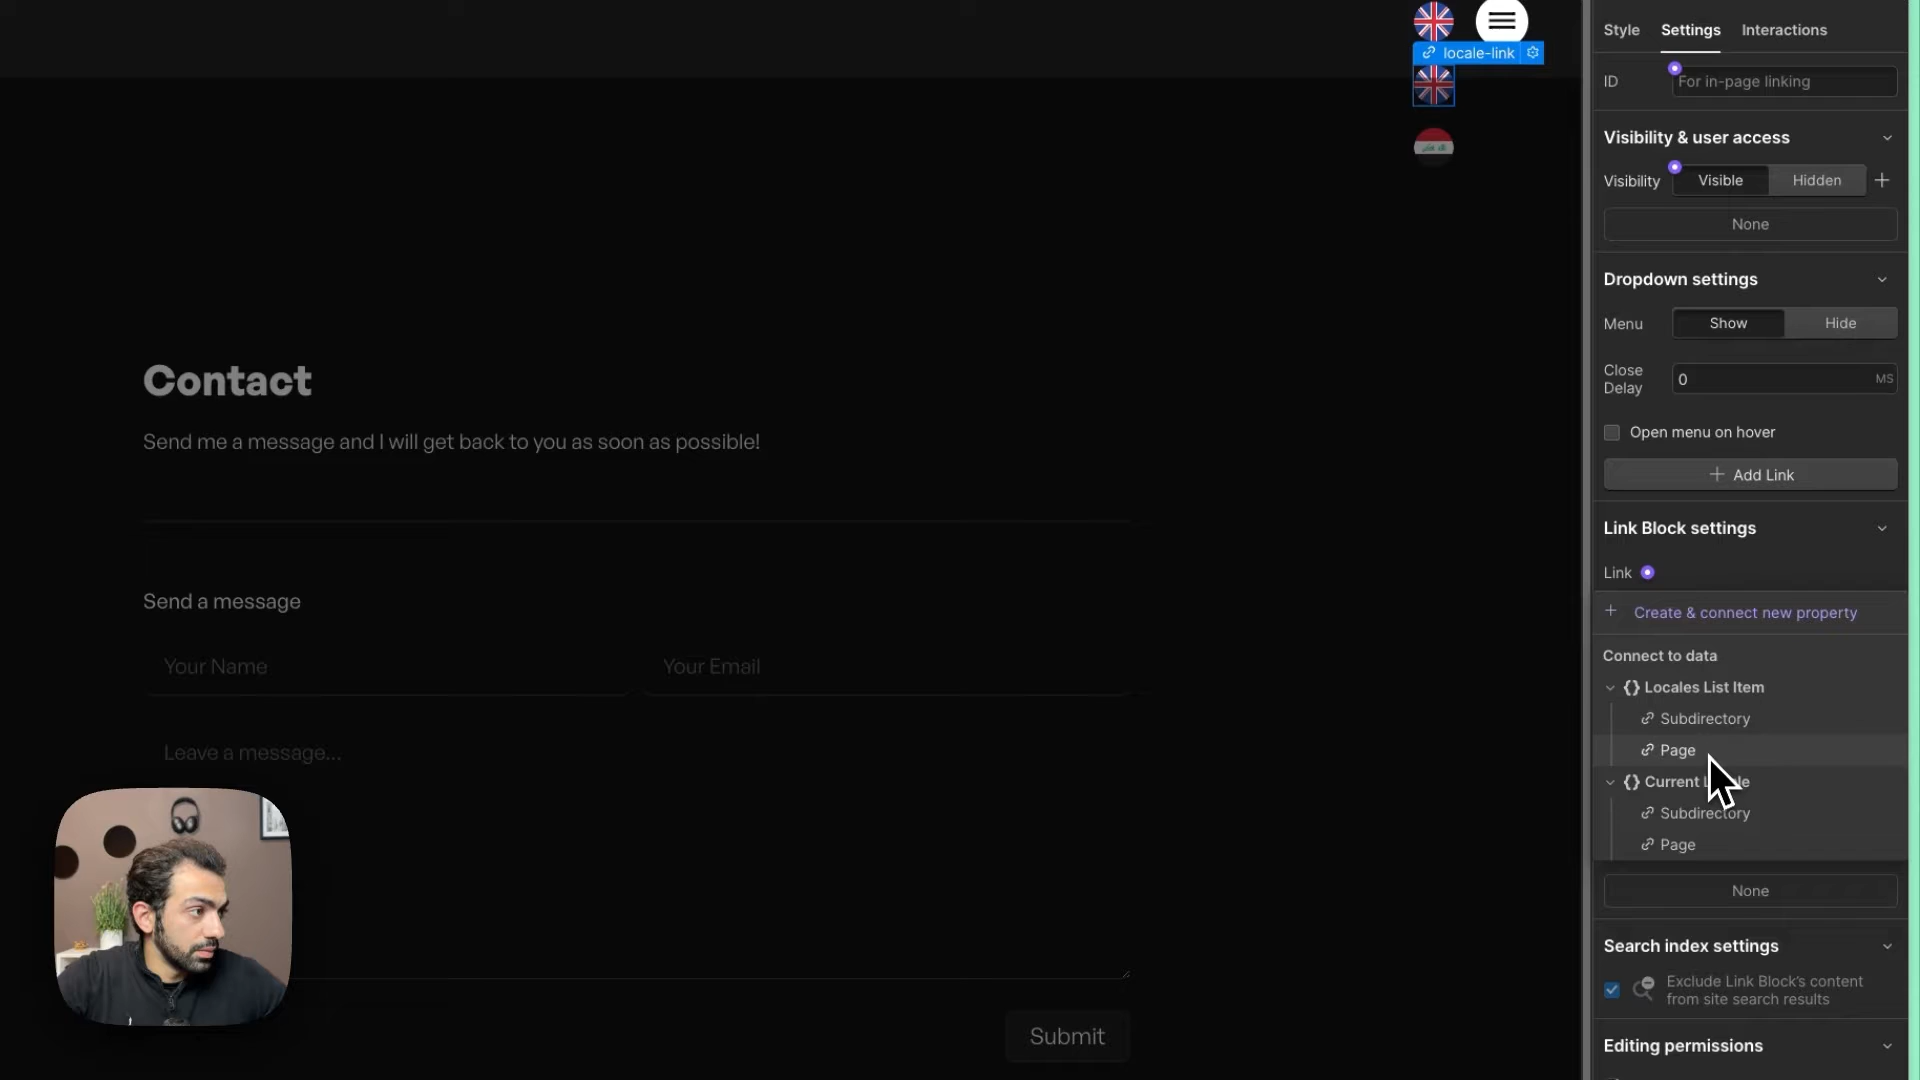 locale-link
Contact
Send me a message and I will get back to you as soon as possible!
Send a message
Your Name
Your Email
Leave a message...
Submit
Style
Settings
Interactions
ID
For in-page linking
Visibility & user access
Visibility
Visible
Hidden
None
Dropdown settings
Menu
Show
Hide
Close
Delay
0
MS
Open menu on hover
Add Link
Link Block settings
Link
Create & connect new property
Connect to data
{} Locales List Item
Subdirectory
Page
{} Current
Subdirectory
Page
None
Search index settings
Exclude Link Block's content
from site search results
Editing permissions